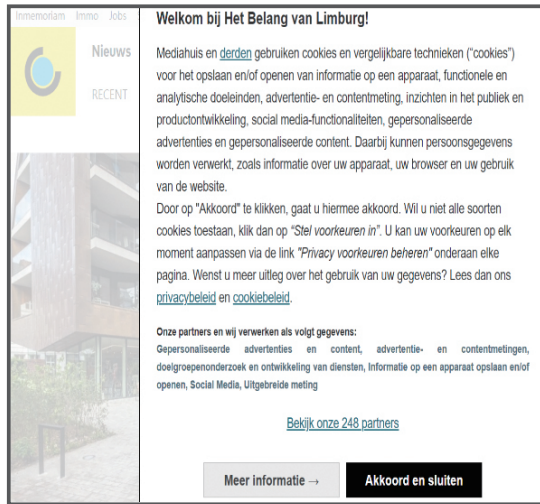 Inmemoriam Immo Jobs
Nieuws
RECENT
Welkom bij Het Belang van Limburg!
Mediahuis en derden gebruiken cookies en vergelijkbare technieken (“cookies”)
voor het opslaan en/of openen van informatie op een apparaat, functionele en
analytische doeleinden, advertentie- en contentmeting, inzichten in het publiek en
productontwikkeling, social media-functionaliteiten, gepersonaliseerde
advertenties en gepersonaliseerde content. Daarbij kunnen persoonsgegevens
worden verwerkt, zoals informatie over uw apparaat, uw browser en uw gebruik
van de website.
Door op "Akkoord" te klikken, gaat u hiermee akkoord. Wil u niet alle soorten
cookies toestaan, klik dan op “Stel voorkeuren in”. U kan uw voorkeuren op elk
moment aanpassen via de link "Privacy voorkeuren beheren" onderaan elke
pagina. Wenst u meer uitleg over het gebruik van uw gegevens? Lees dan ons
privacybeleid en cookiebeleid.
Onze partners en wij verwerken als volgt gegevens:
Gepersonaliseerde advertenties en content, advertentie- en contentmetingen,
doelgroepenonderzoek en ontwikkeling van diensten, Informatie op een apparaat opslaan en/of
openen, Social Media, Uitgebreide meting
Bekijk onze 248 partners
Meer informatie →
Akkoord en sluiten